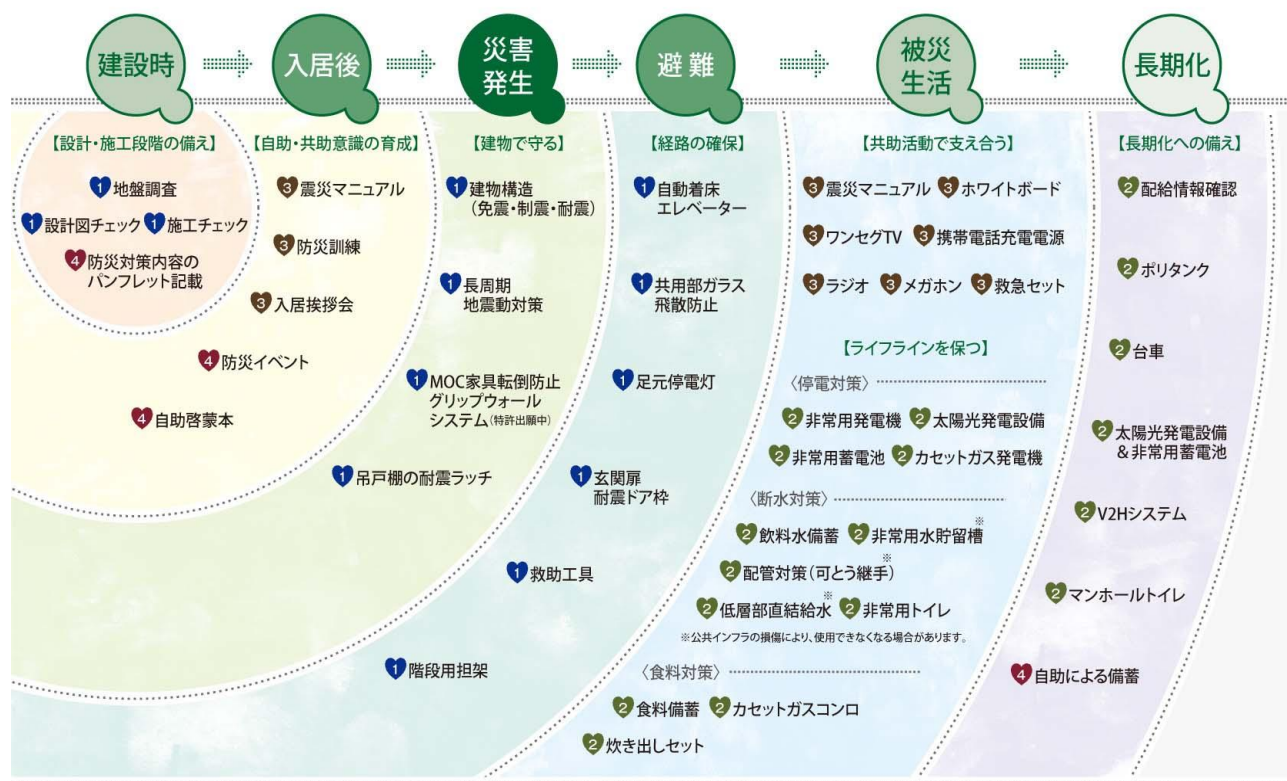 建設時
入居後
災害
発生
避難
被災
生活
長期化
【設計・施工段階の備え】
1 地盤調査
1 設計図チェック 1 施工チェック
4 防災対策内容の
パンフレット記載
【自助・共助意識の育成】
3 震災マニュアル
3 防災訓練
3 入居挨拶会
4 防災イベント
4 自助啓蒙本
【建物で守る】
1 建物構造
(免震・制震・耐震)
1 長周期
地震動対策
1 MOC家具転倒防止
グリップウォール
システム(特許出願中)
1 吊戸棚の耐震ラッチ
【経路の確保】
1 自動着床
エレベーター
1 共用部ガラス
飛散防止
1 足元停電灯
1 玄関扉
耐震ドア枠
1 救助工具
1 階段用担架
【共助活動で支え合う】
3 震災マニュアル 3 ホワイトボード
3 ワンセグTV 3 携帯電話充電電源
3 ラジオ 3 メガホン 3 救急セット
【ライフラインを保つ】
〈停電対策〉
2 非常用発電機 2 太陽光発電設備
2 非常用蓄電池 2 カセットガス発電機
〈断水対策〉
2 飲料水備蓄 2 非常用水貯留槽※
2 配管対策(可とう継手)※
2 低層部直結給水※ 2 非常用トイレ
※公共インフラの損傷により、使用できなくなる場合があります。
〈食料対策〉
2 食料備蓄 2 カセットガスコンロ
2 炊き出しセット
【長期化への備え】
2 配給情報確認
2 ポリタンク
2 台車
2 太陽光発電設備
&非常用蓄電池
2 V2Hシステム
2 マンホールトイレ
4 自助による備蓄